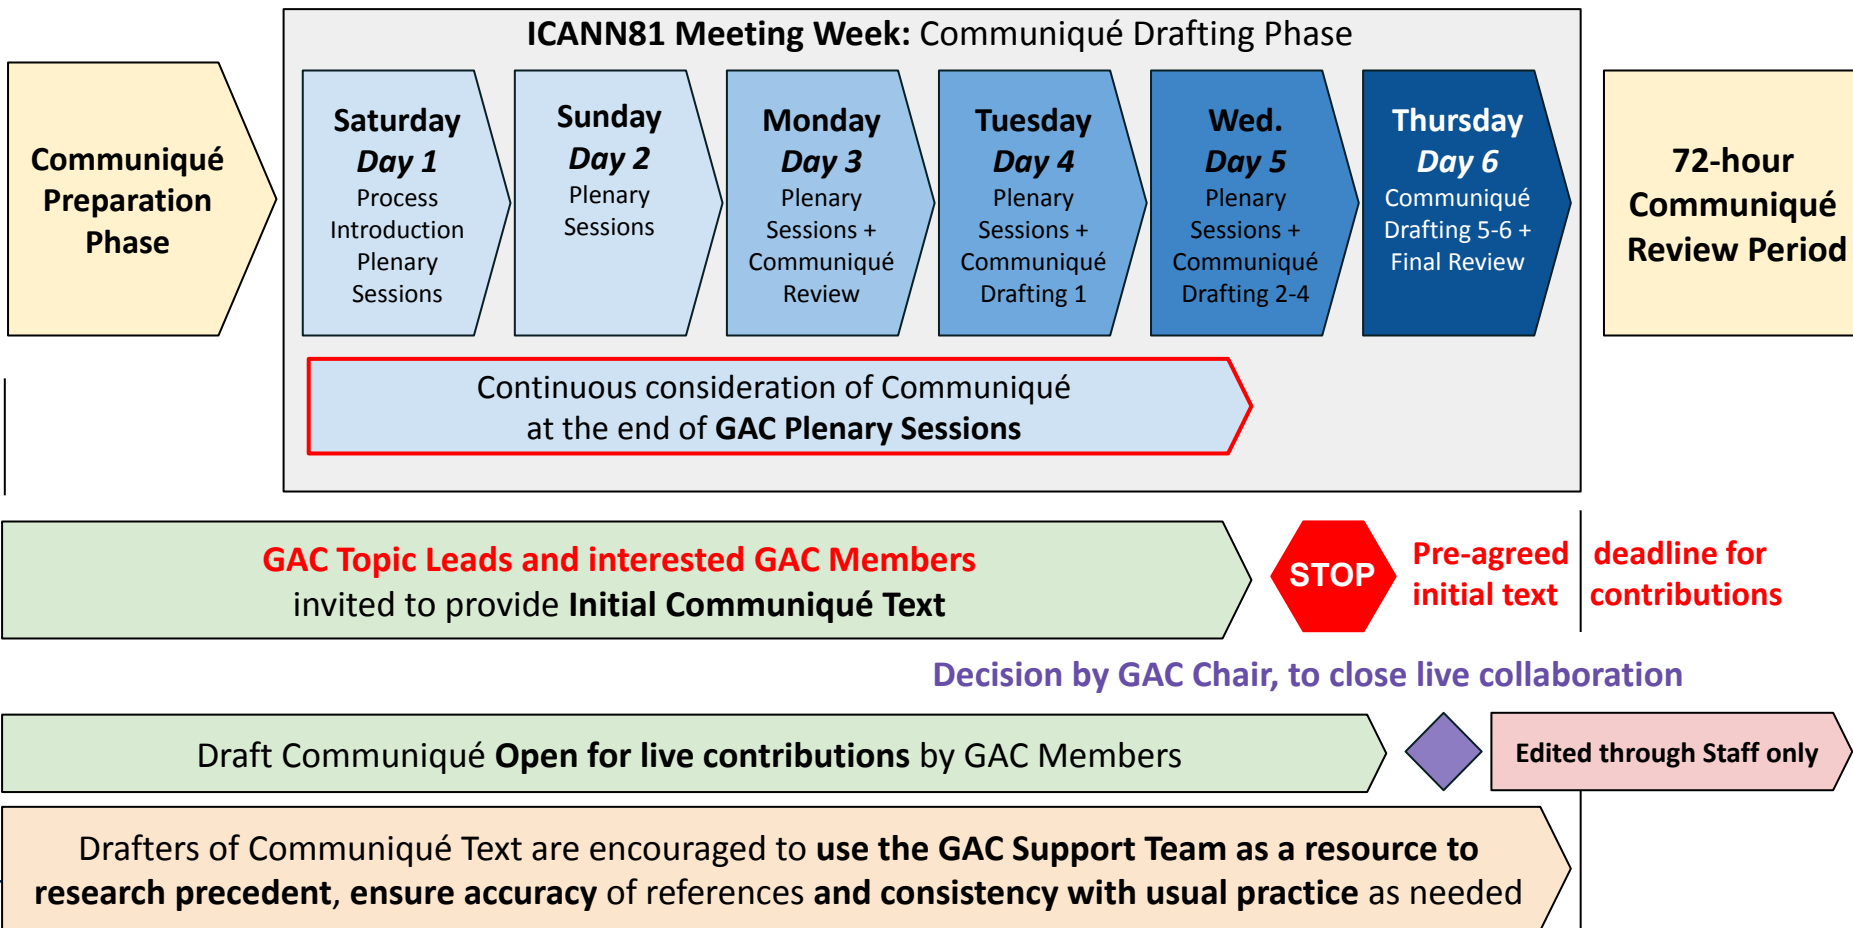 ICANN81 Meeting Week: Communiqué Drafting Phase
Communiqué
Preparation
Phase
Saturday
Day 1
Process
Introduction
Plenary
Sessions
Sunday
Day 2
Plenary
Sessions
Monday
Day 3
Plenary
Sessions +
Communiqué
Review
Tuesday
Day 4
Plenary
Sessions +
Communiqué
Drafting 1
Wed.
Day 5
Plenary
Sessions +
Communiqué
Drafting 2-4
Thursday
Day 6
Communiqué
Drafting 5-6 +
Final Review
72-hour
Communiqué
Review Period
Continuous consideration of Communiqué
at the end of GAC Plenary Sessions
GAC Topic Leads and interested GAC Members
invited to provide Initial Communiqué Text
STOP
Pre-agreed deadline for
initial text contributions
Decision by GAC Chair, to close live collaboration
Draft Communiqué Open for live contributions by GAC Members
Edited through Staff only
Drafters of Communiqué Text are encouraged to use the GAC Support Team as a resource to
research precedent, ensure accuracy of references and consistency with usual practice as needed